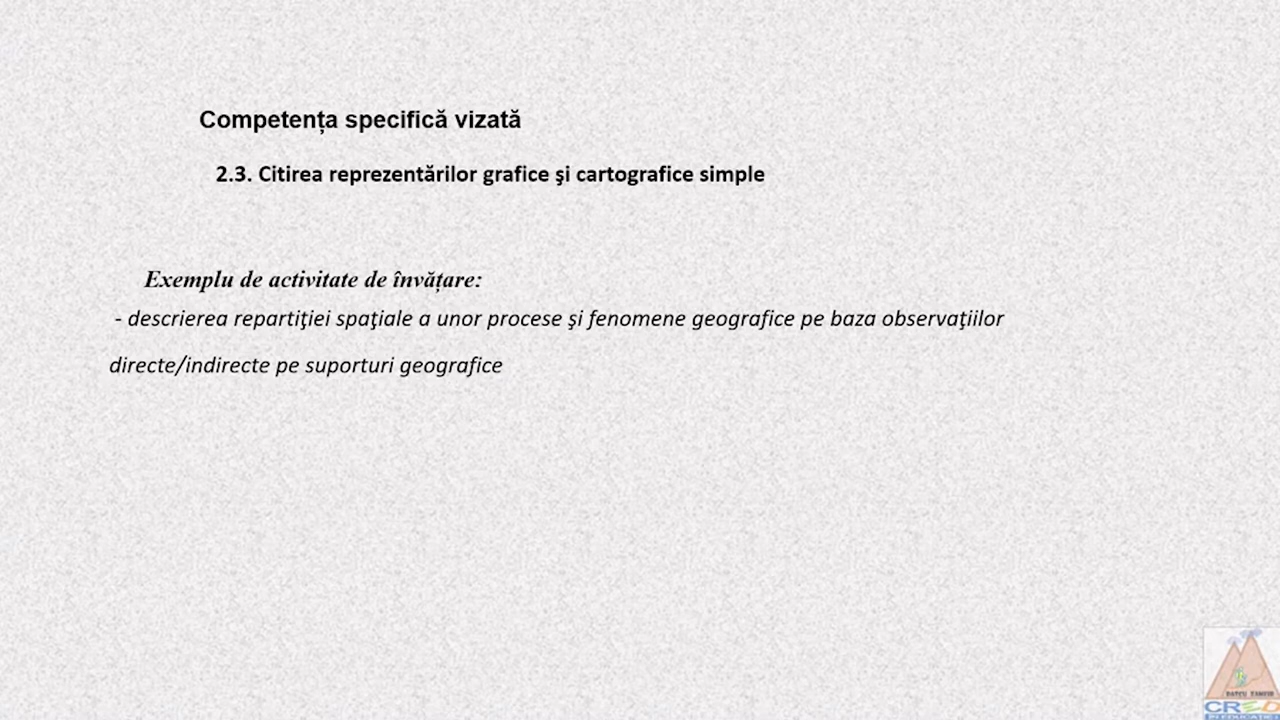 Competența specifică vizată
2.3. Citirea reprezentărilor grafice şi cartografice simple
Exemplu de activitate de învățare:
- descrierea repartiţiei spaţiale a unor procese şi fenomene geografice pe baza observaţiilor
directe/indirecte pe suporturi geografice
CRED